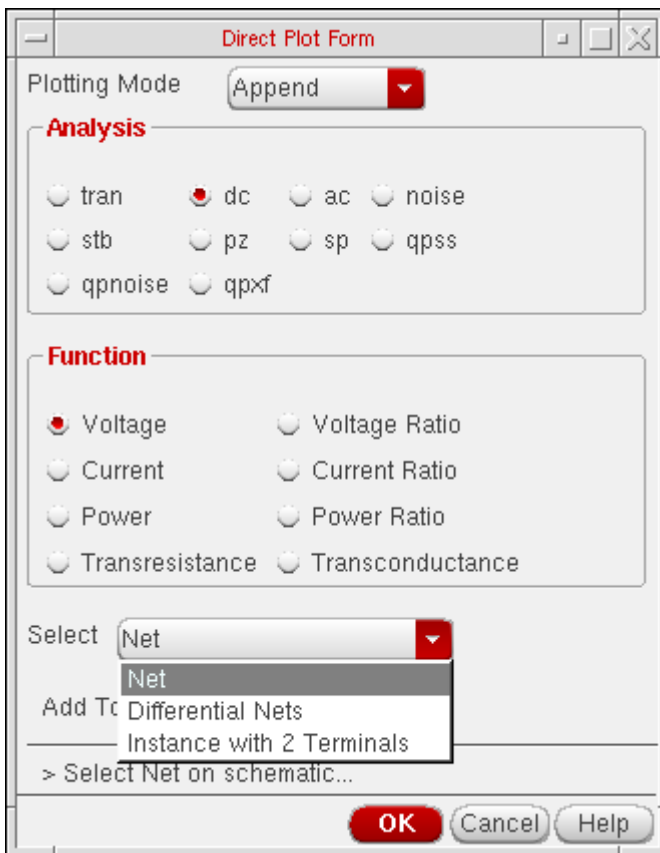 Direct Plot Form
Plotting Mode Append
Analysis
tran dc ac noise
stb pz sp qpss
qpnoise qpxf
Function
Voltage Voltage Ratio
Current Current Ratio
Power Power Ratio
Transresistance Transconductance
Select Net
Net
Add To Differential Nets
Instance with 2 Terminals
> Select Net on schematic...
OK Cancel Help